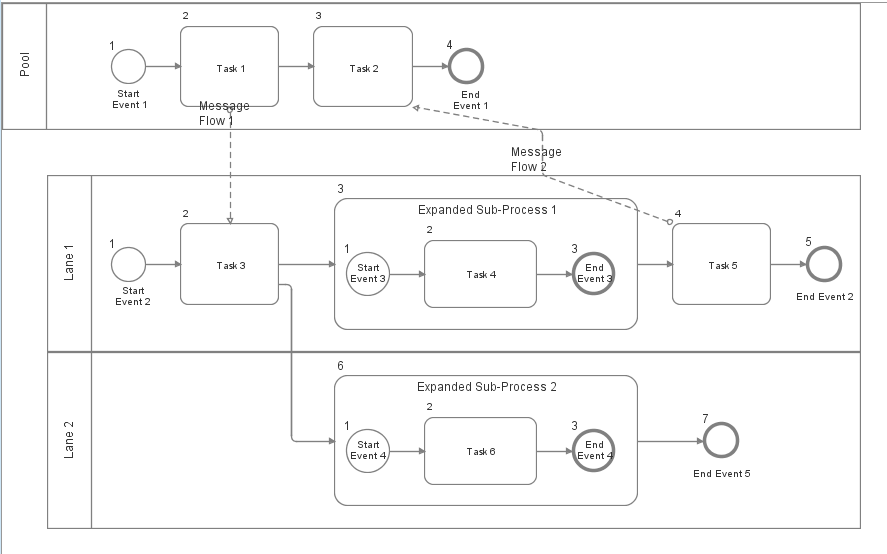 Pool
1
Start
Event 1
2
Task 1
3
Task 2
4
End
Event 1
Message
Flow 1
Message
Flow 2
Lane 1
1
Start
Event 2
2
Task 3
3
Expanded Sub-Process 1
1
Start
Event 3
2
Task 4
3
End
Event 3
4
Task 5
5
End Event 2
Lane 2
6
Expanded Sub-Process 2
1
Start
Event 4
2
Task 6
3
End
Event 4
7
End Event 5